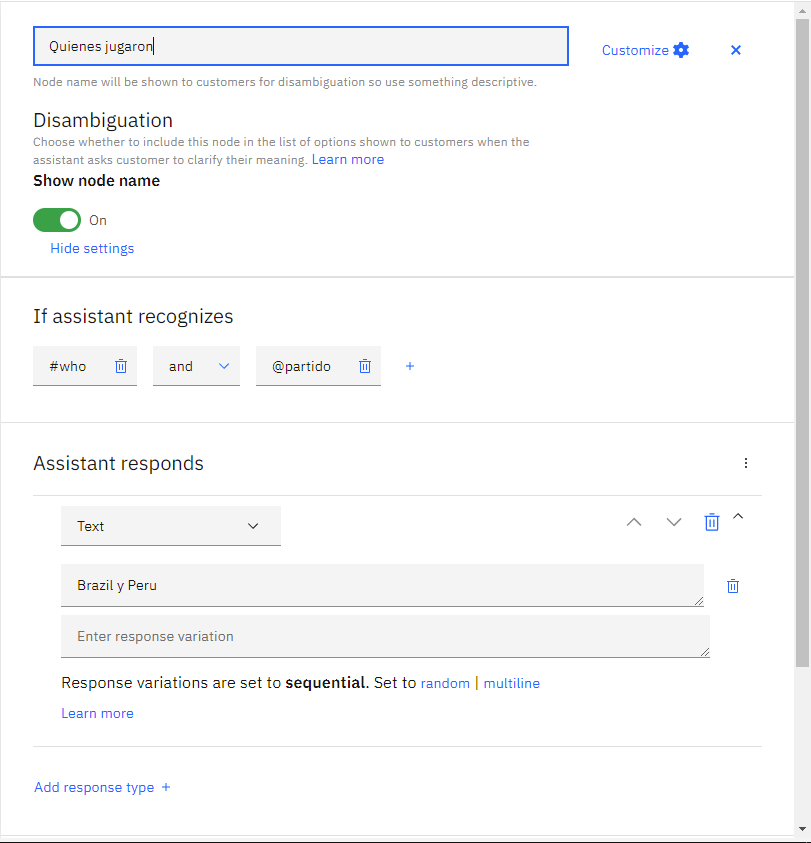 Quienes jugaron
Customize
Node name will be shown to customers for disambiguation so use something descriptive.
Disambiguation
Choose whether to include this node in the list of options shown to customers when the
assistant asks customer to clarify their meaning. Learn more
Show node name
On
Hide settings
If assistant recognizes
#who and @partido +
Assistant responds
Text
Brazil y Peru
Enter response variation
Response variations are set to sequential. Set to random | multiline
Learn more
Add response type +